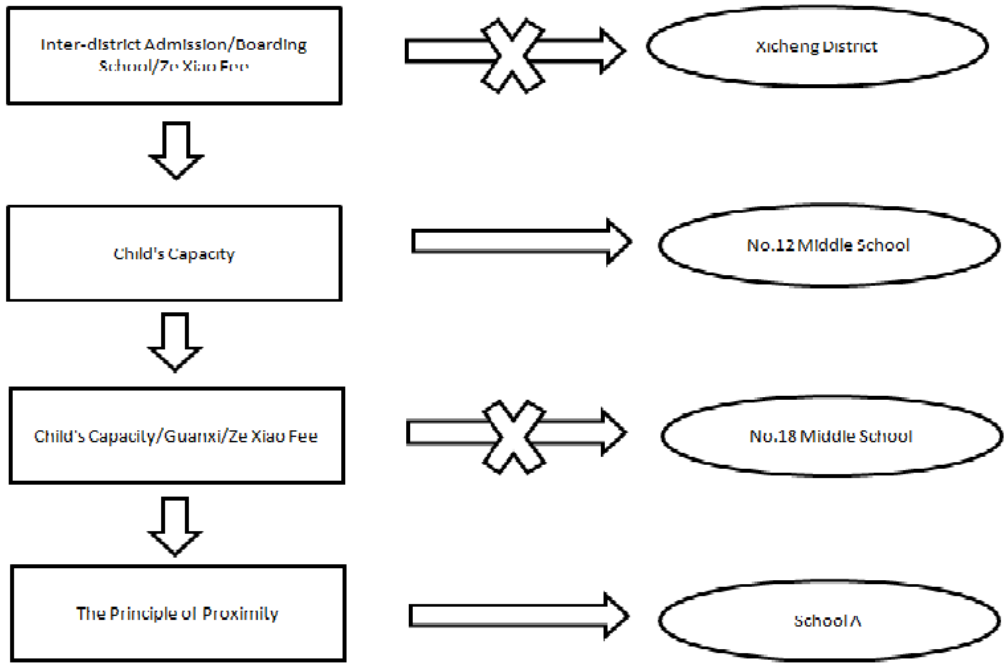 Inter-district Admission/Boarding
School/Ze Xiao Fee
Xicheng District
Child's Capacity
No.12 Middle School
Child's Capacity/Guanxi/Ze Xiao Fee
No.18 Middle School
The Principle of Proximity
School A